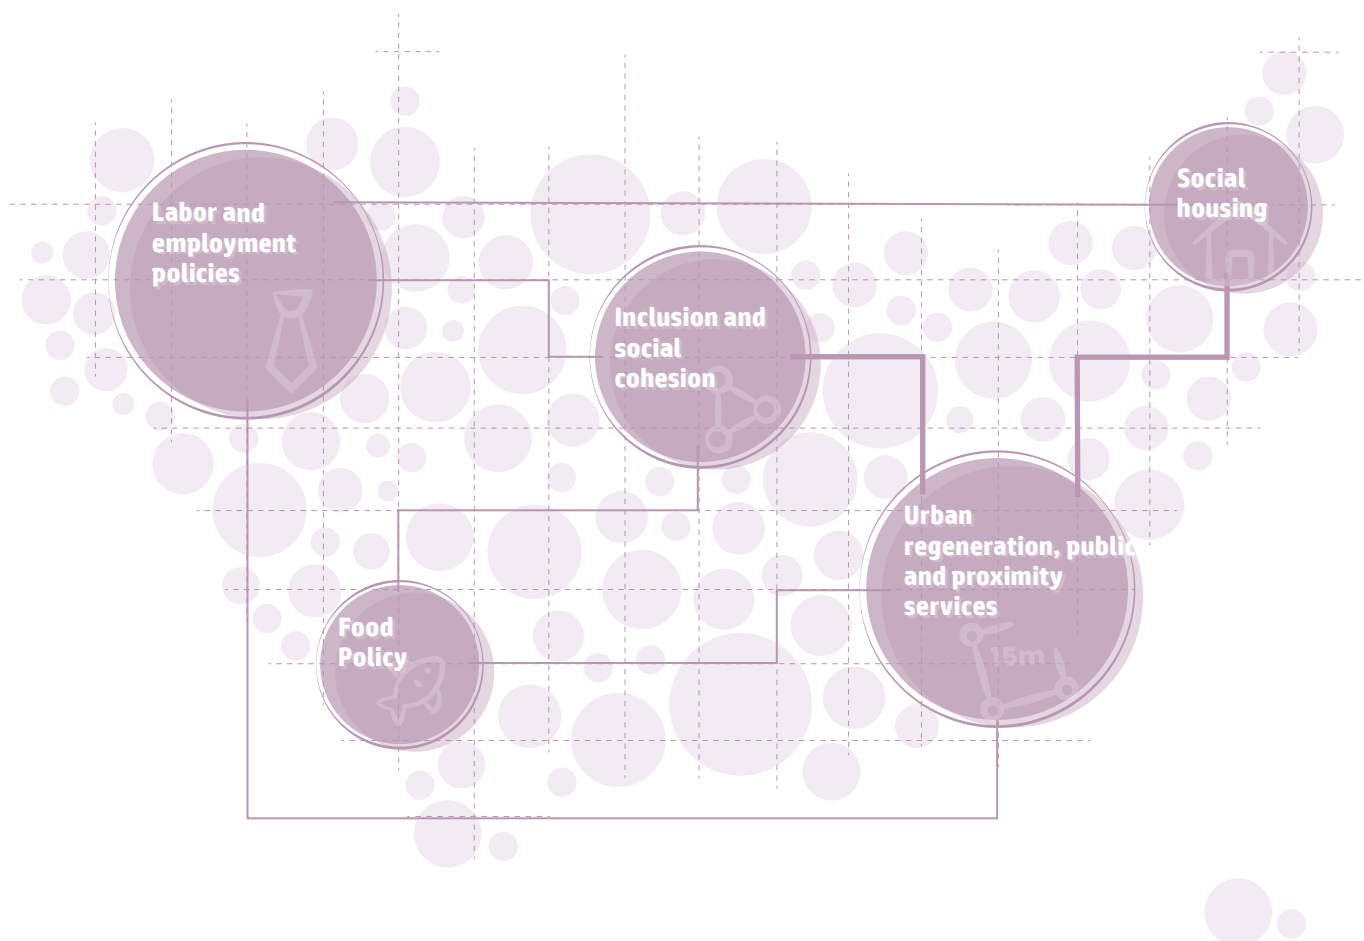 Labor and
employment
policies
Social
housing
Inclusion and
social
cohesion
Urban
regeneration, public
and proximity
services
Food
Policy
15m